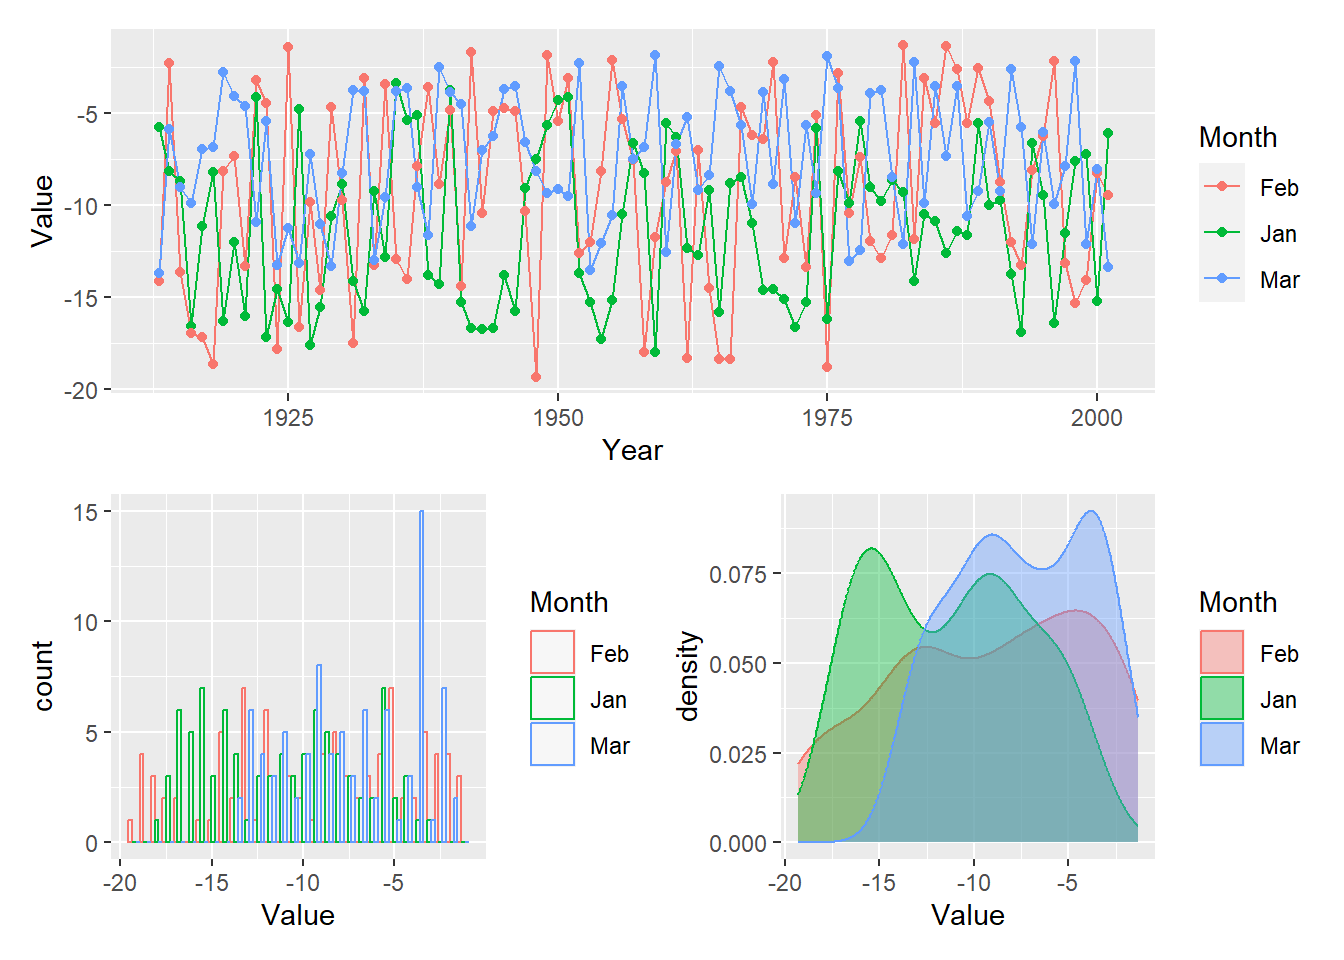 Value
-5
-10
-15
-20
1925 1950 1975 2000
Year
Month
Feb
Jan
Mar
count
15
10
5
0
-20 -15 -10 -5
Value
Month
Feb
Jan
Mar
density
0.075
0.050
0.025
0.000
-20 -15 -10 -5
Value
Month
Feb
Jan
Mar